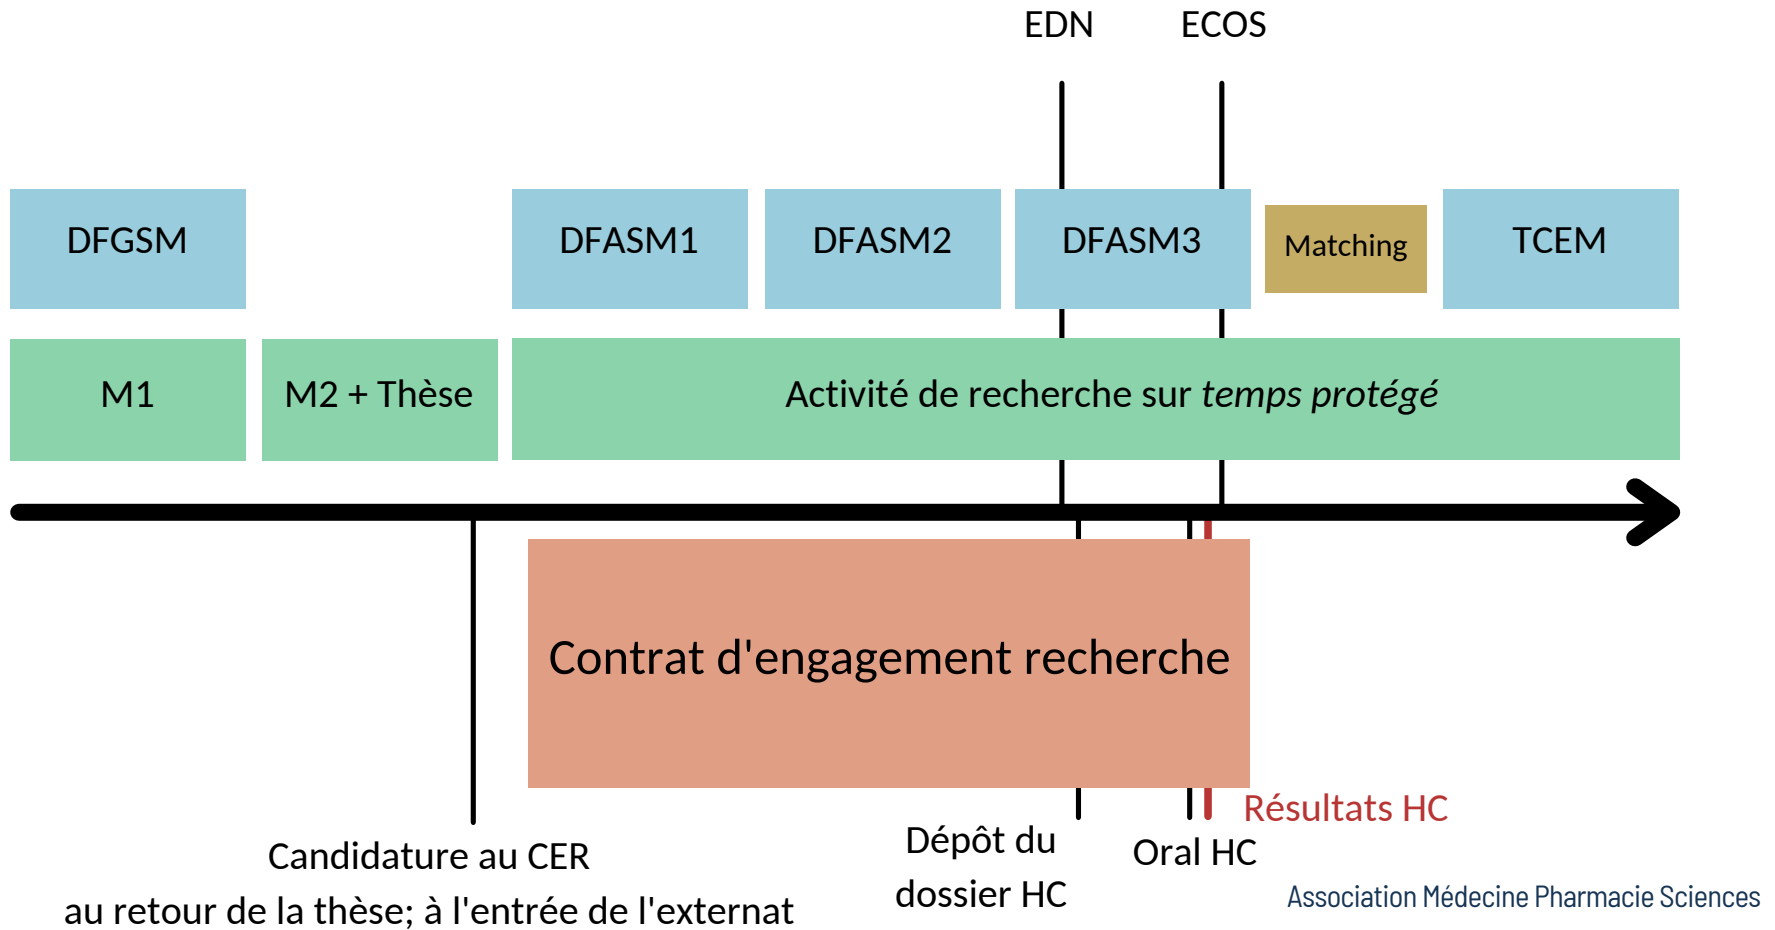 EDN
ECOS
DFGSM
DFASM1
DFASM2
DFASM3
Matching
TCEM
M1
M2 + Thèse
Activité de recherche sur temps protégé
Contrat d'engagement recherche
Résultats HC
Candidature au CER
au retour de la thèse; à l'entrée de l'externat
Dépôt du
dossier HC
Oral HC
Association Médecine Pharmacie Sciences